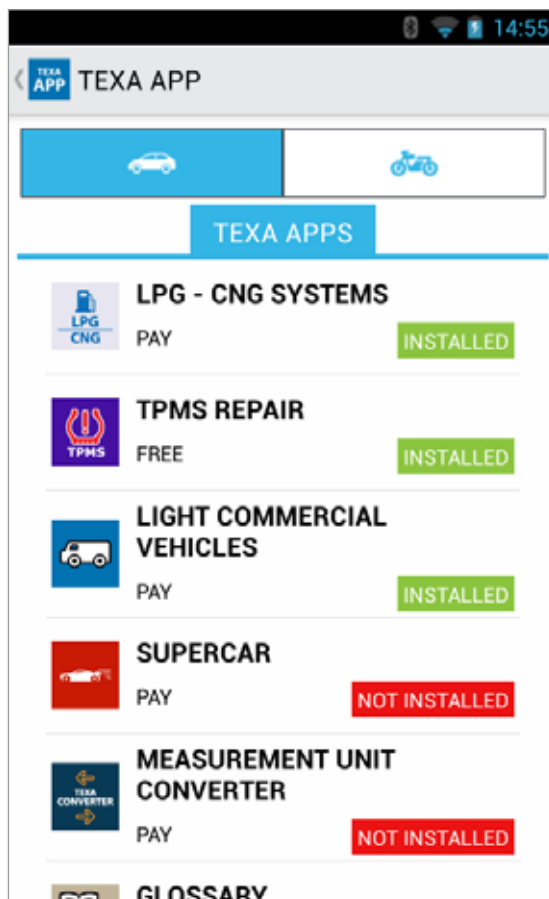 14:55
TEXA
APP
TEXA APP
TEXA APPS
LPG
CNG
LPG - CNG SYSTEMS
PAY
INSTALLED
TPMS
TPMS REPAIR
FREE
INSTALLED
LIGHT COMMERCIAL
VEHICLES
PAY
INSTALLED
SUPERCAR
PAY
NOT INSTALLED
TEXA
CONVERTER
MEASUREMENT UNIT
CONVERTER
PAY
NOT INSTALLED
GLOSSARY